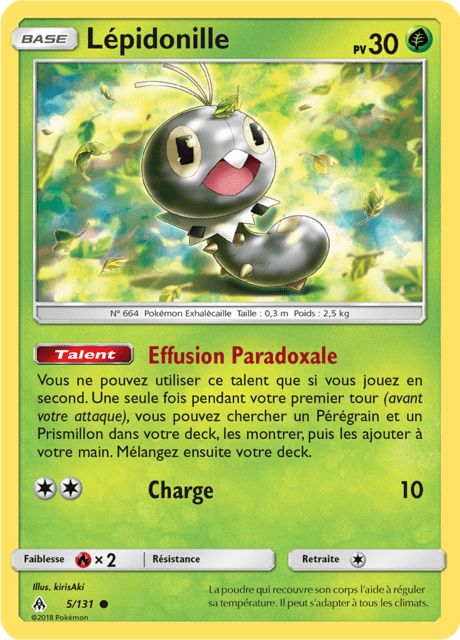 BASE Lépidonille PV 30
N° 664 Pokémon Exhalécaille Taille : 0,3 m Poids : 2,5 kg
Talent Effusion Paradoxale
Vous ne pouvez utiliser ce talent que si vous jouez en
second. Une seule fois pendant votre premier tour (avant
votre attaque), vous pouvez chercher un Pérégrain et un
Prismillon dans votre deck, les montrer, puis les ajouter à
votre main. Mélangez ensuite votre deck.
Charge 10
Faiblesse × 2 Résistance Retraite
Illus. kirisAki
5/131
©2018 Pokémon
La poudre qui recouvre son corps l'aide à réguler
sa température. Il peut s'adapter à tous les climats.